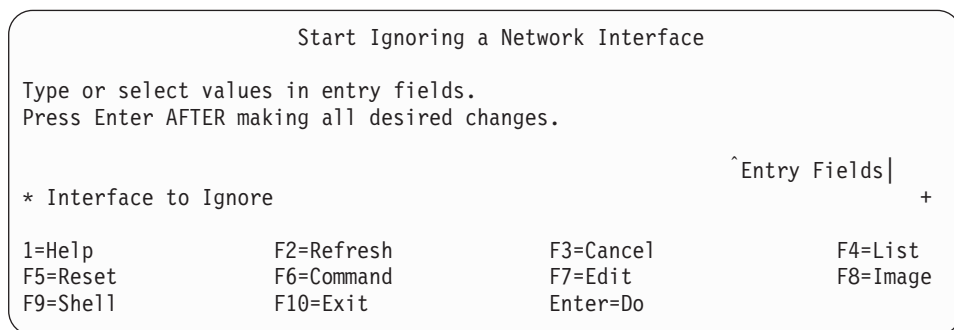 Start Ignoring a Network Interface
Type or select values in entry fields.
Press Enter AFTER making all desired changes.
^Entry Fields|
* Interface to Ignore +
1=Help F2=Refresh F3=Cancel F4=List
F5=Reset F6=Command F7=Edit F8=Image
F9=Shell F10=Exit Enter=Do